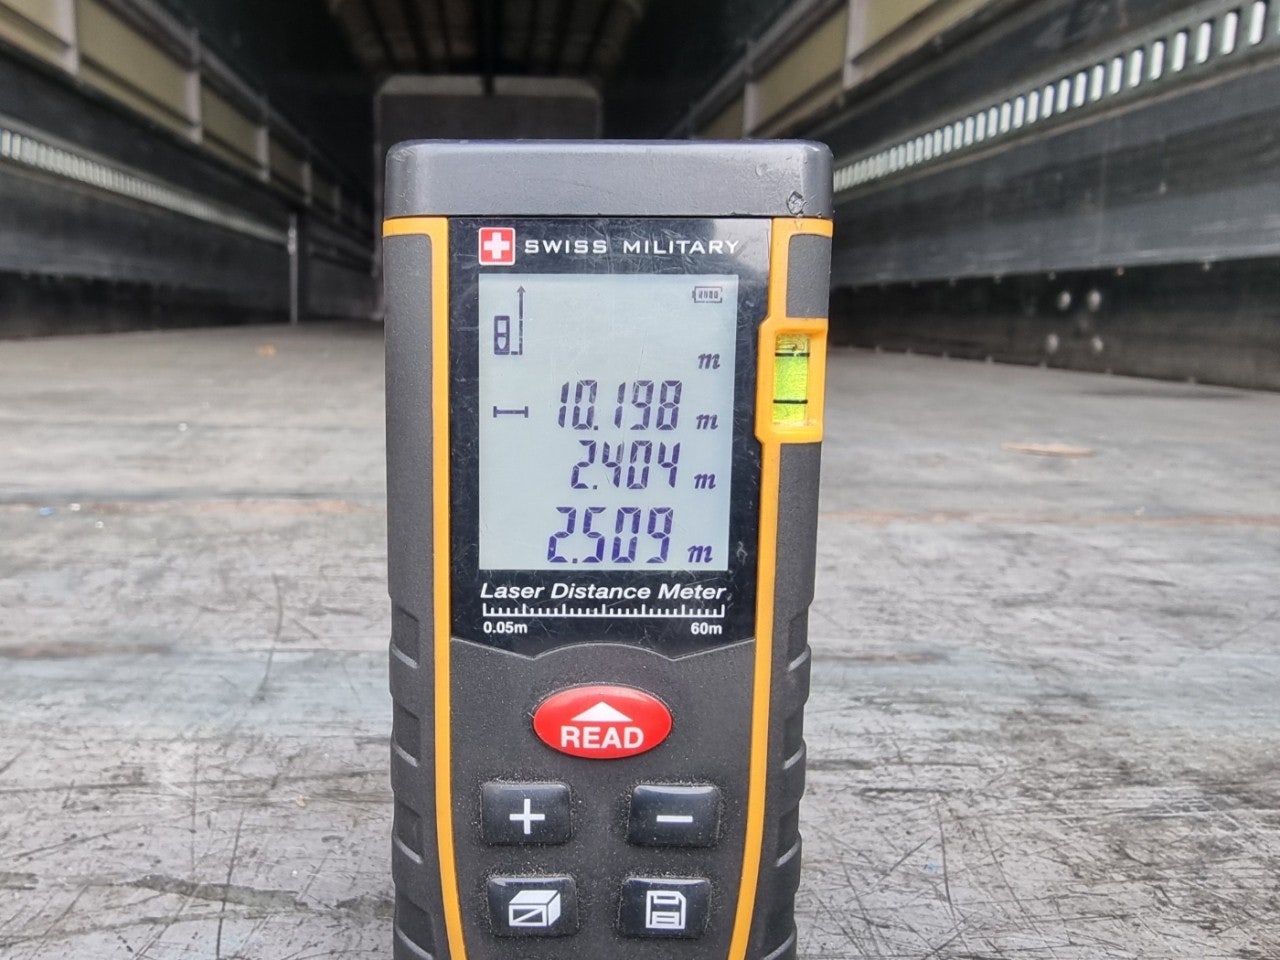 SWISS MILITARY
m
10.198 m
2.404 m
2.509 m
Laser Distance Meter
0.05m 60m
READ
+ −